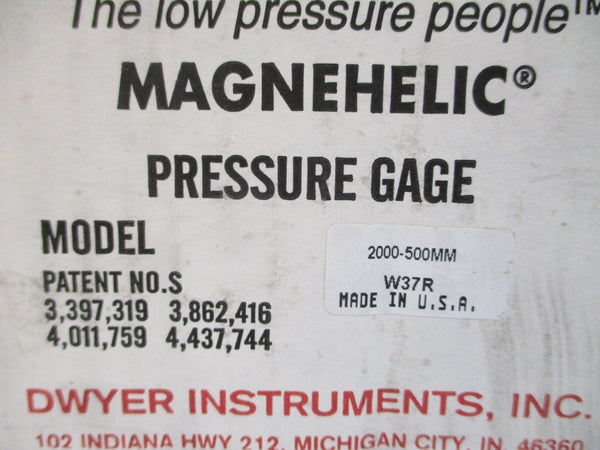 The low pressure people™
MAGNEHELIC®
PRESSURE GAGE
MODEL
2000-500MM
W37R
MADE IN U.S.A.
PATENT NO.S
3,397,319 3,862,416
4,011,759 4,437,744
DWYER INSTRUMENTS, INC.
102 INDIANA HWY 212, MICHIGAN CITY, IN 46360